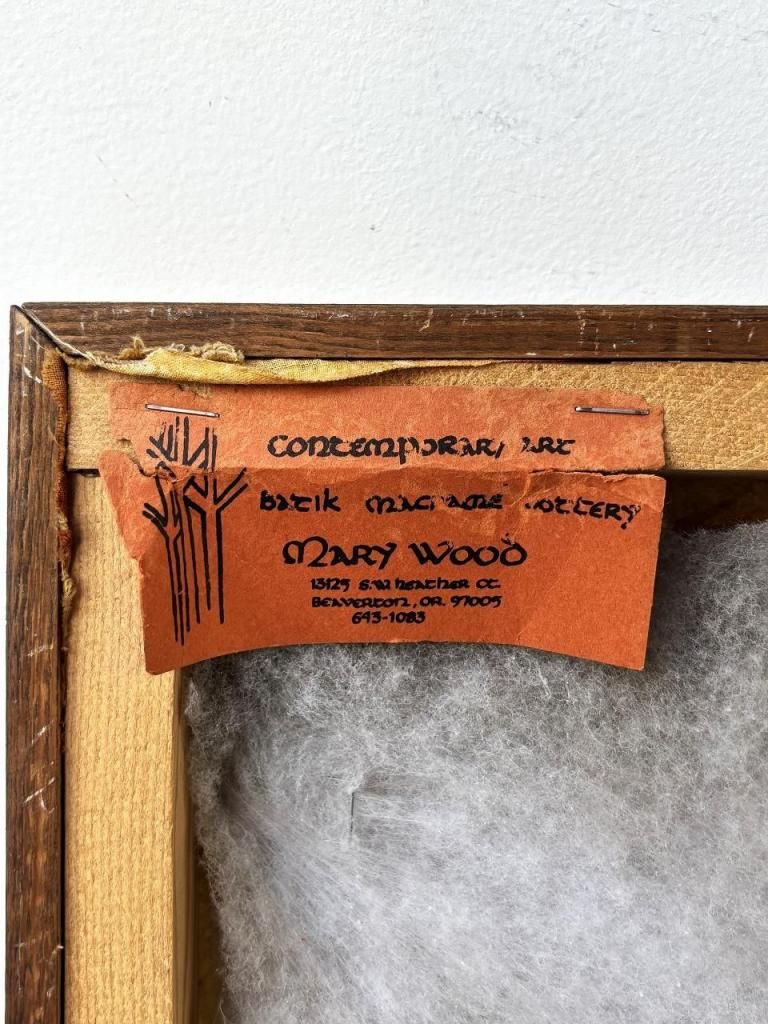 Contemporary Art
Batik Macrame Pottery
Mary Wood
13125 S.W. Heather Ct.
Beaverton, OR. 97005
643-1083